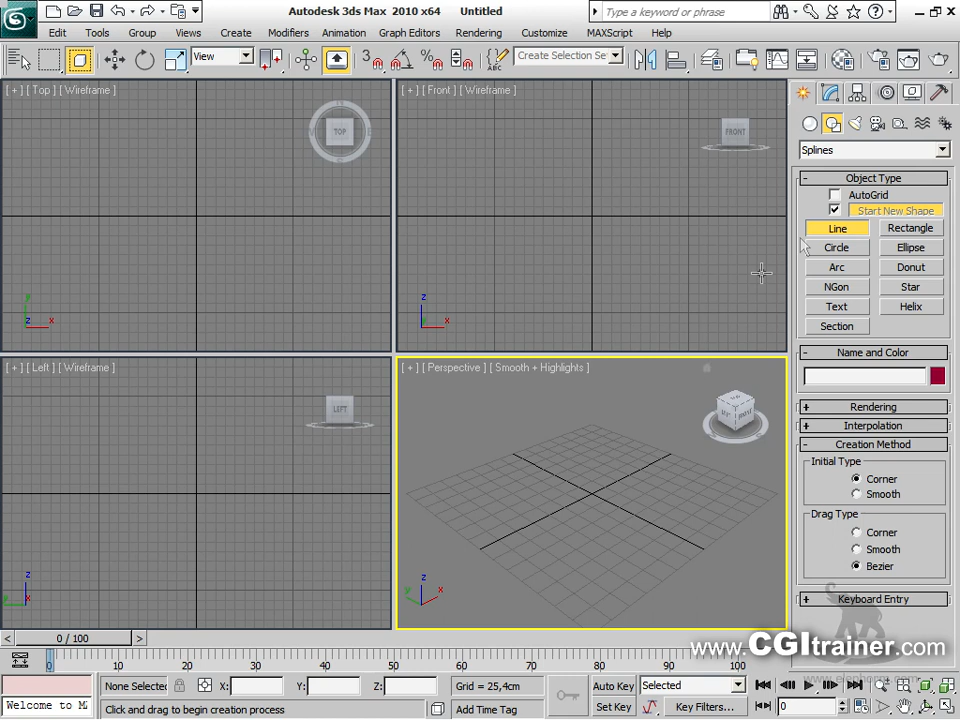 Autodesk 3ds Max 2010 x64 Untitled
Type a keyword or phrase
Edit Tools Group Views Create Modifiers Animation Graph Editors Rendering Customize MAXScript Help
View
3
Create Selection Se
[ + ] [ Top ] [ Wireframe ]
[ + ] [ Front ] [ Wireframe ]
TOP
FRONT
Splines
- Object Type
AutoGrid
Start New Shape
Line Rectangle
Circle Ellipse
Arc Donut
NGon Star
Text Helix
Section
y
z x
z
y x
[ + ] [ Left ] [ Wireframe ]
[ + ] [ Perspective ] [ Smooth + Highlights ]
LEFT
- Name and Color
+ Rendering
+ Interpolation
- Creation Method
Initial Type
Corner
Smooth
Drag Type
Corner
Smooth
Bezier
+ Keyboard Entry
z
y x
z
y x
< 0 / 100 >
www.CGItrainer.com
0 10 20 30 40 50 60 70 80 90 100
None Selected X: Y: Z: Grid = 25,4cm
Auto Key Selected
Welcome to MA
Click and drag to begin creation process
Add Time Tag
Set Key Key Filters...
0